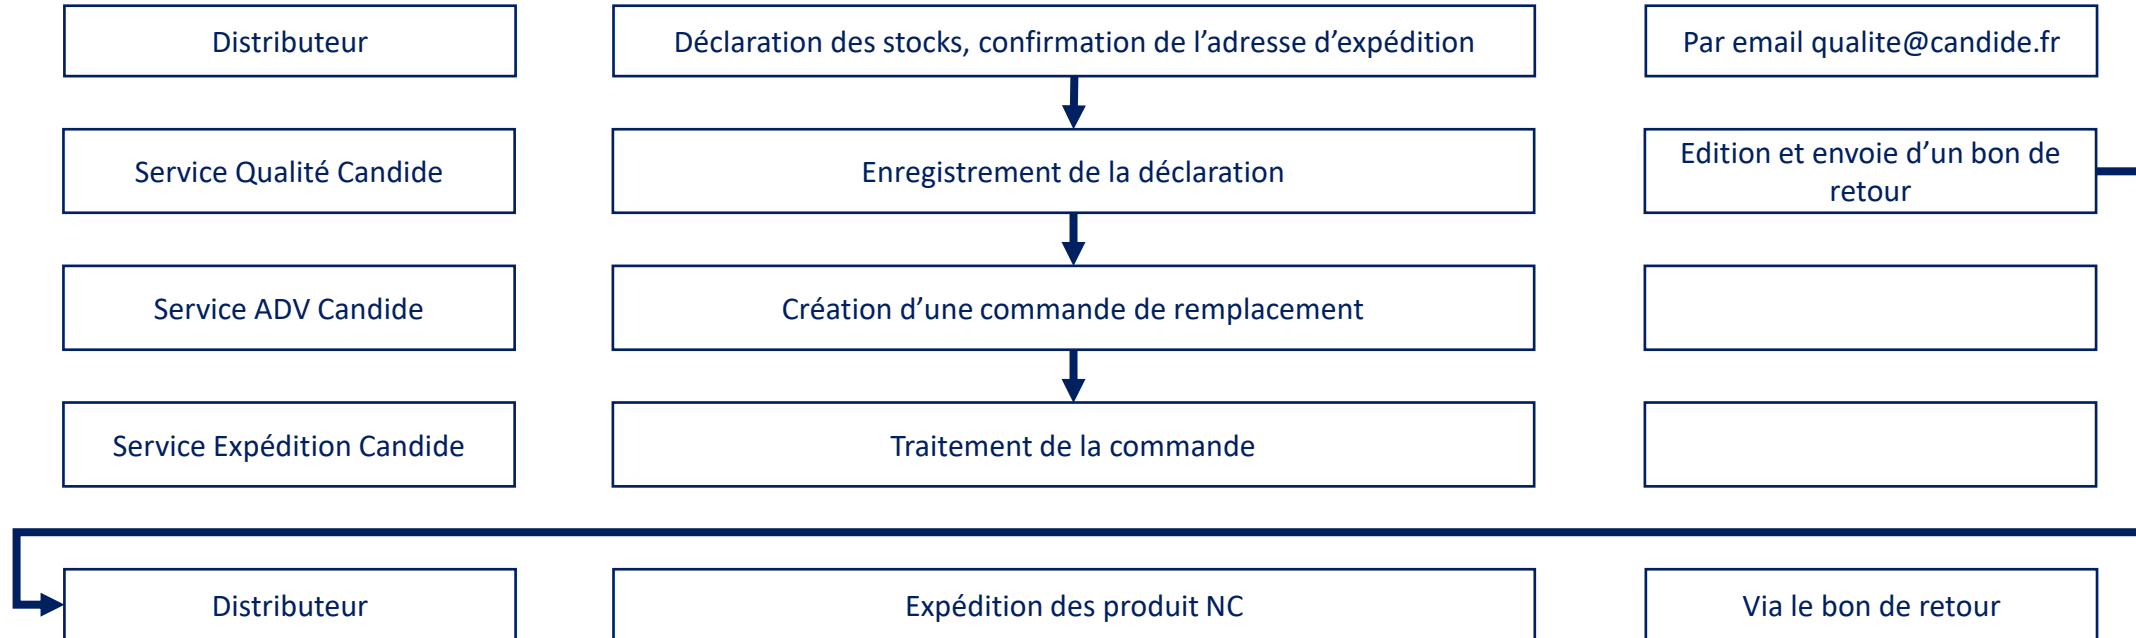 Distributeur
Déclaration des stocks, confirmation de l’adresse d’expédition
Par email qualite@candide.fr
Service Qualité Candide
Enregistrement de la déclaration
Edition et envoie d’un bon de
retour
Service ADV Candide
Création d’une commande de remplacement
Service Expédition Candide
Traitement de la commande
Distributeur
Expédition des produit NC
Via le bon de retour